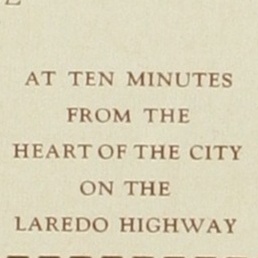 AT TEN MINUTES
FROM THE
HEART OF THE CITY
ON THE
LAREDO HIGHWAY